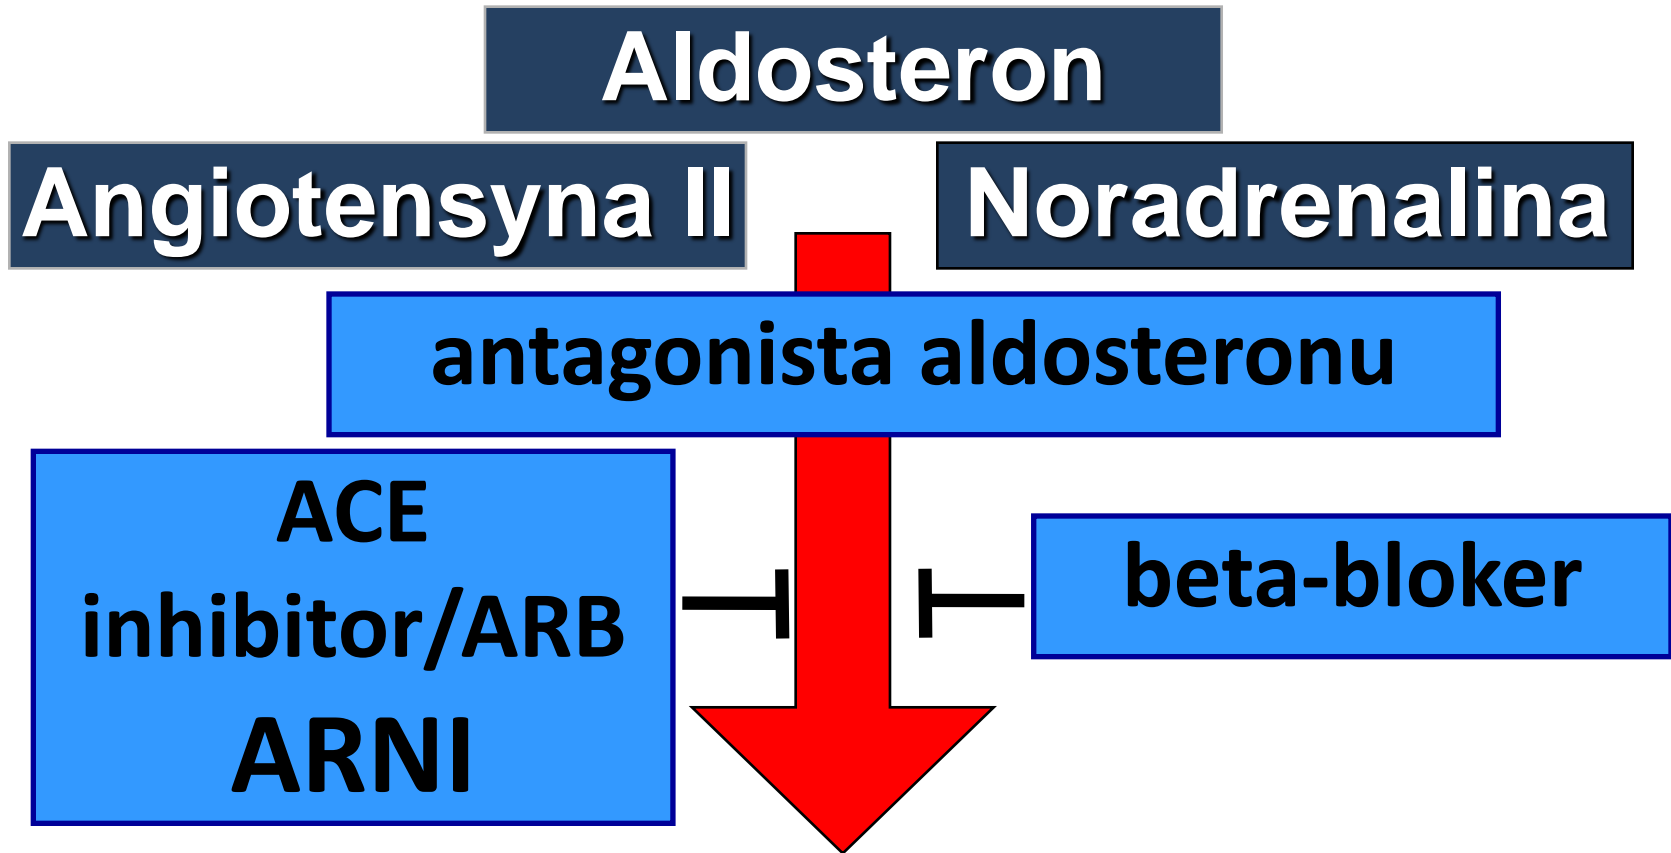 Aldosteron
Angiotensyna II
Noradrenalina
antagonista aldosteronu
ACE
inhibitor/ARB
ARNI
beta-bloker